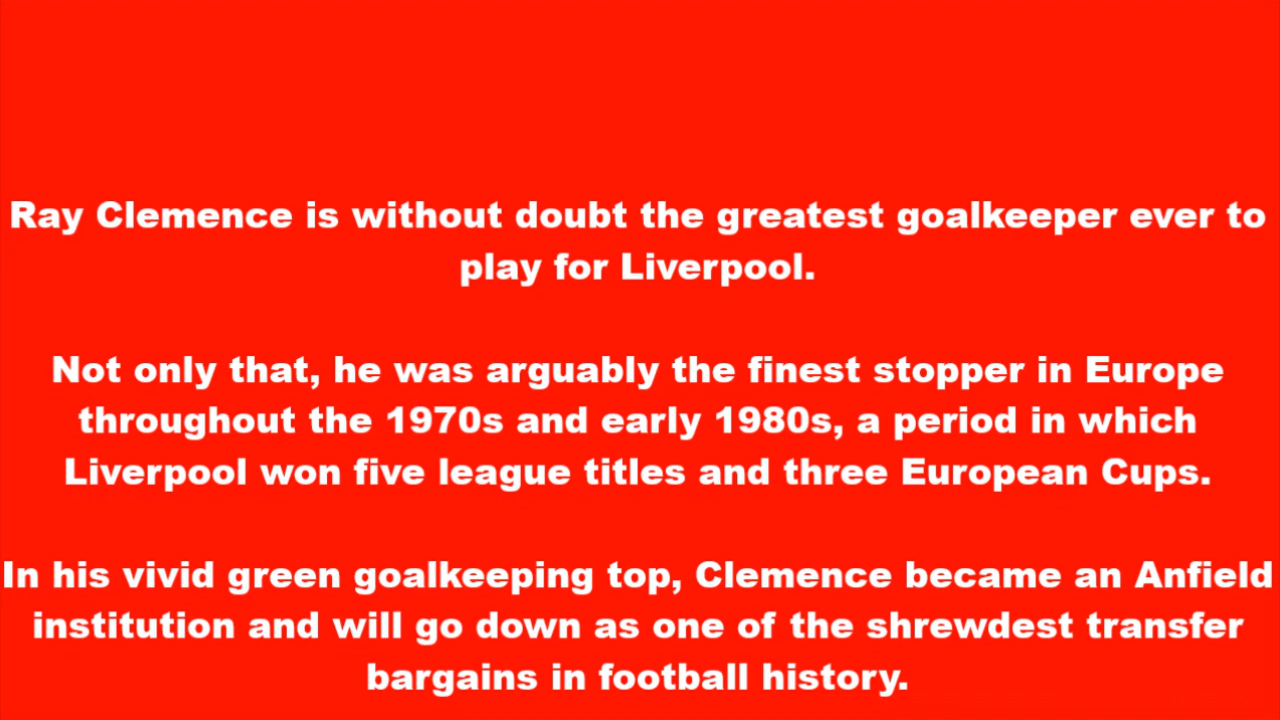 Ray Clemence is without doubt the greatest goalkeeper ever to
play for Liverpool.
Not only that, he was arguably the finest stopper in Europe
throughout the 1970s and early 1980s, a period in which
Liverpool won five league titles and three European Cups.
In his vivid green goalkeeping top, Clemence became an Anfield
institution and will go down as one of the shrewdest transfer
bargains in football history.